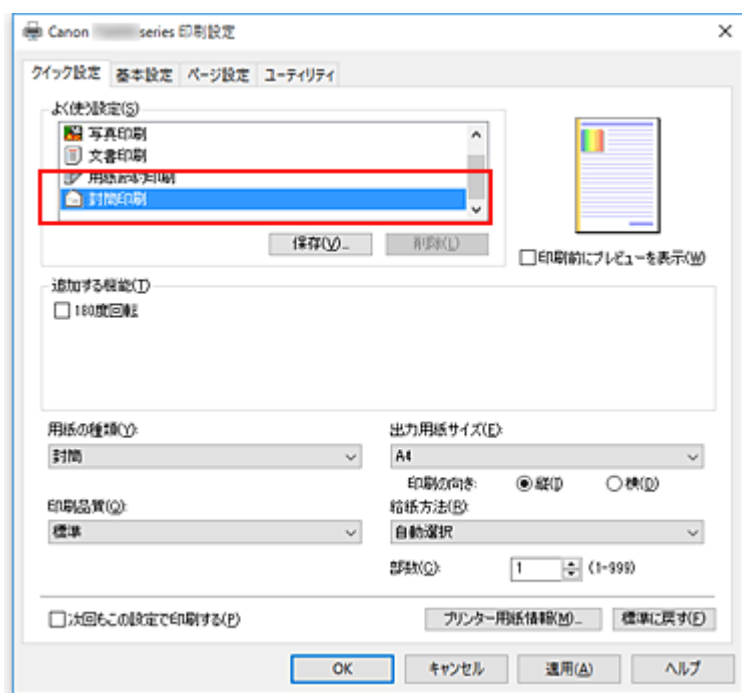 Canon series 印刷設定
クイック設定 基本設定 ページ設定 ユーティリティ
よく使う設定(S)
写真印刷
文書印刷
封筒印刷
保存(V)...
削除(L)
印刷前にプレビューを表示(W)
追加する機能(T)
180度回転
用紙の種類(Y): 出力用紙サイズ(E):
封筒 A4
印刷の向き: 縦(I) 横(D)
印刷品質(Q): 給紙方法(R):
標準 自動選択
部数(C): 1 (1-999)
次回もこの設定で印刷する(P) プリンター用紙情報(M)... 標準に戻す(F)
OK キャンセル 適用(A) ヘルプ